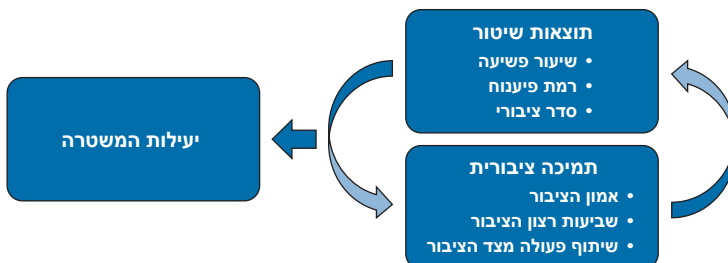 תוצאות שיטור
• שיעור פשיעה
• רמת פיענוח
• סדר ציבורי
תמיכה ציבורית
• אמון הציבור
• שביעות רצון הציבור
• שיתוף פעולה מצד הציבור
יעילות המשטרה